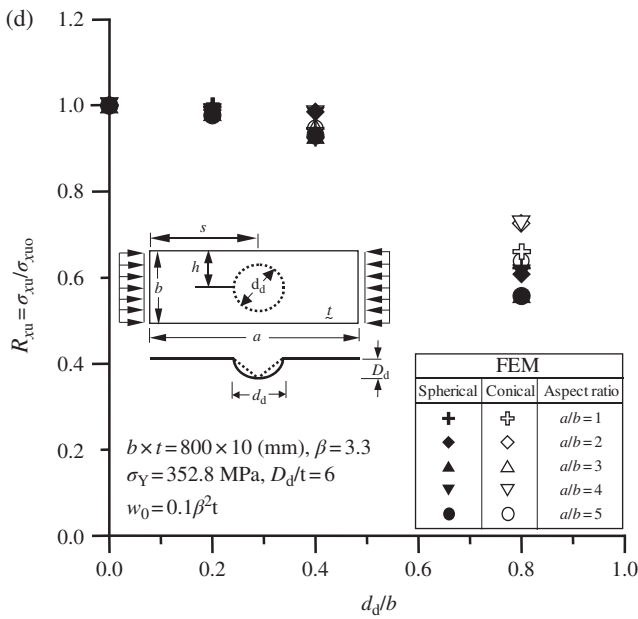 (d)
1.2
1.0
0.8
0.6
0.4
0.2
0.0
R_xu = σ_xu/σ_xuo
s
h
b
d_d
t
a
D_d
d_d
b × t = 800 × 10 (mm), β = 3.3
σ_Y = 352.8 MPa, D_d/t = 6
w_0 = 0.1β²t
FEM
Spherical Conical Aspect ratio
a/b = 1
a/b = 2
a/b = 3
a/b = 4
a/b = 5
0.0 0.2 0.4 0.6 0.8 1.0
d_d/b